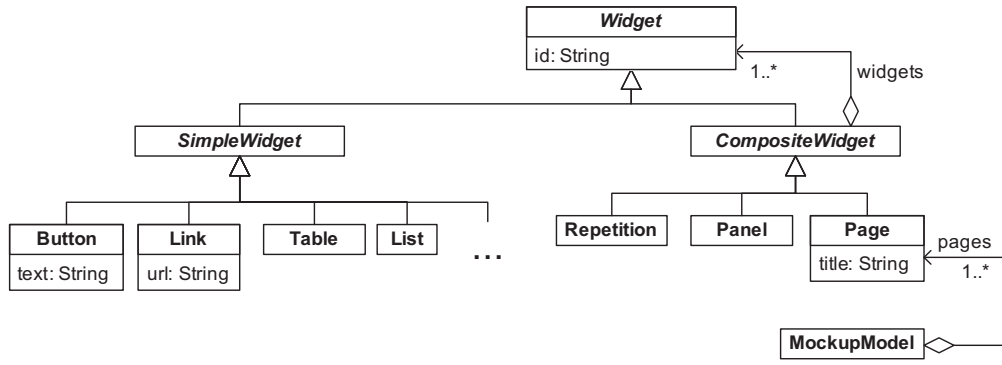 Widget
id: String
1..*
widgets
SimpleWidget
CompositeWidget
Button
text: String
Link
url: String
Table
List
...
Repetition
Panel
Page
title: String
pages
1..*
MockupModel